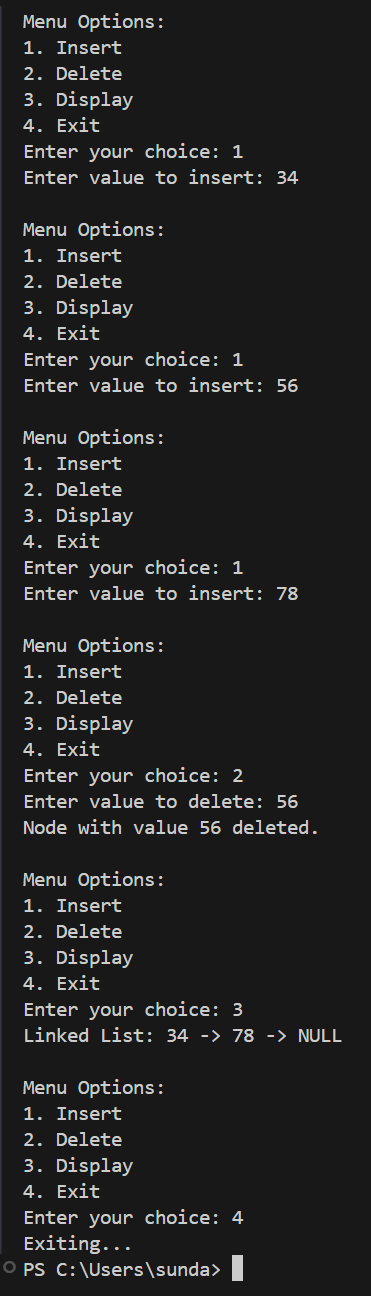 Menu Options:
1. Insert
2. Delete
3. Display
4. Exit
Enter your choice: 1
Enter value to insert: 34

Menu Options:
1. Insert
2. Delete
3. Display
4. Exit
Enter your choice: 1
Enter value to insert: 56

Menu Options:
1. Insert
2. Delete
3. Display
4. Exit
Enter your choice: 1
Enter value to insert: 78

Menu Options:
1. Insert
2. Delete
3. Display
4. Exit
Enter your choice: 2
Enter value to delete: 56
Node with value 56 deleted.

Menu Options:
1. Insert
2. Delete
3. Display
4. Exit
Enter your choice: 3
Linked List: 34 -> 78 -> NULL

Menu Options:
1. Insert
2. Delete
3. Display
4. Exit
Enter your choice: 4
Exiting...
PS C:\Users\sunda>